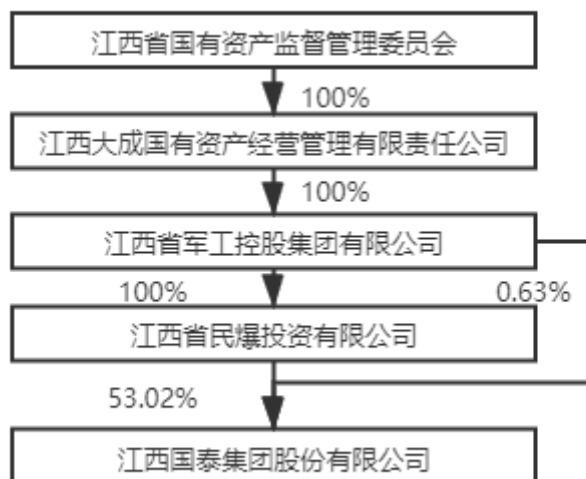 江西省国有资产监督管理委员会
100%
江西大成国有资产经营管理有限责任公司
100%
江西省军工控股集团有限公司
100%
0.63%
江西省民爆投资有限公司
53.02%
江西国泰集团股份有限公司